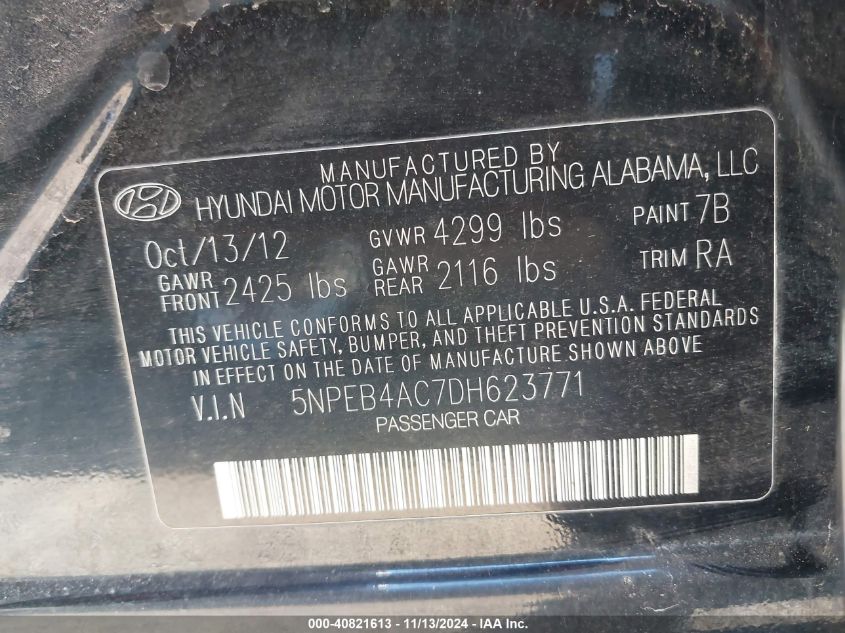 MANUFACTURED BY
HYUNDAI MOTOR MANUFACTURING ALABAMA, LLC
Oct/13/12 GVWR 4299 lbs PAINT 7B
GAWR FRONT 2425 lbs GAWR REAR 2116 lbs TRIM RA
THIS VEHICLE CONFORMS TO ALL APPLICABLE U.S.A. FEDERAL
MOTOR VEHICLE SAFETY, BUMPER, AND THEFT PREVENTION STANDARDS
IN EFFECT ON THE DATE OF MANUFACTURE SHOWN ABOVE
V.I.N 5NPEB4AC7DH623771
PASSENGER CAR
000-40821613 - 11/13/2024 - IAA Inc.